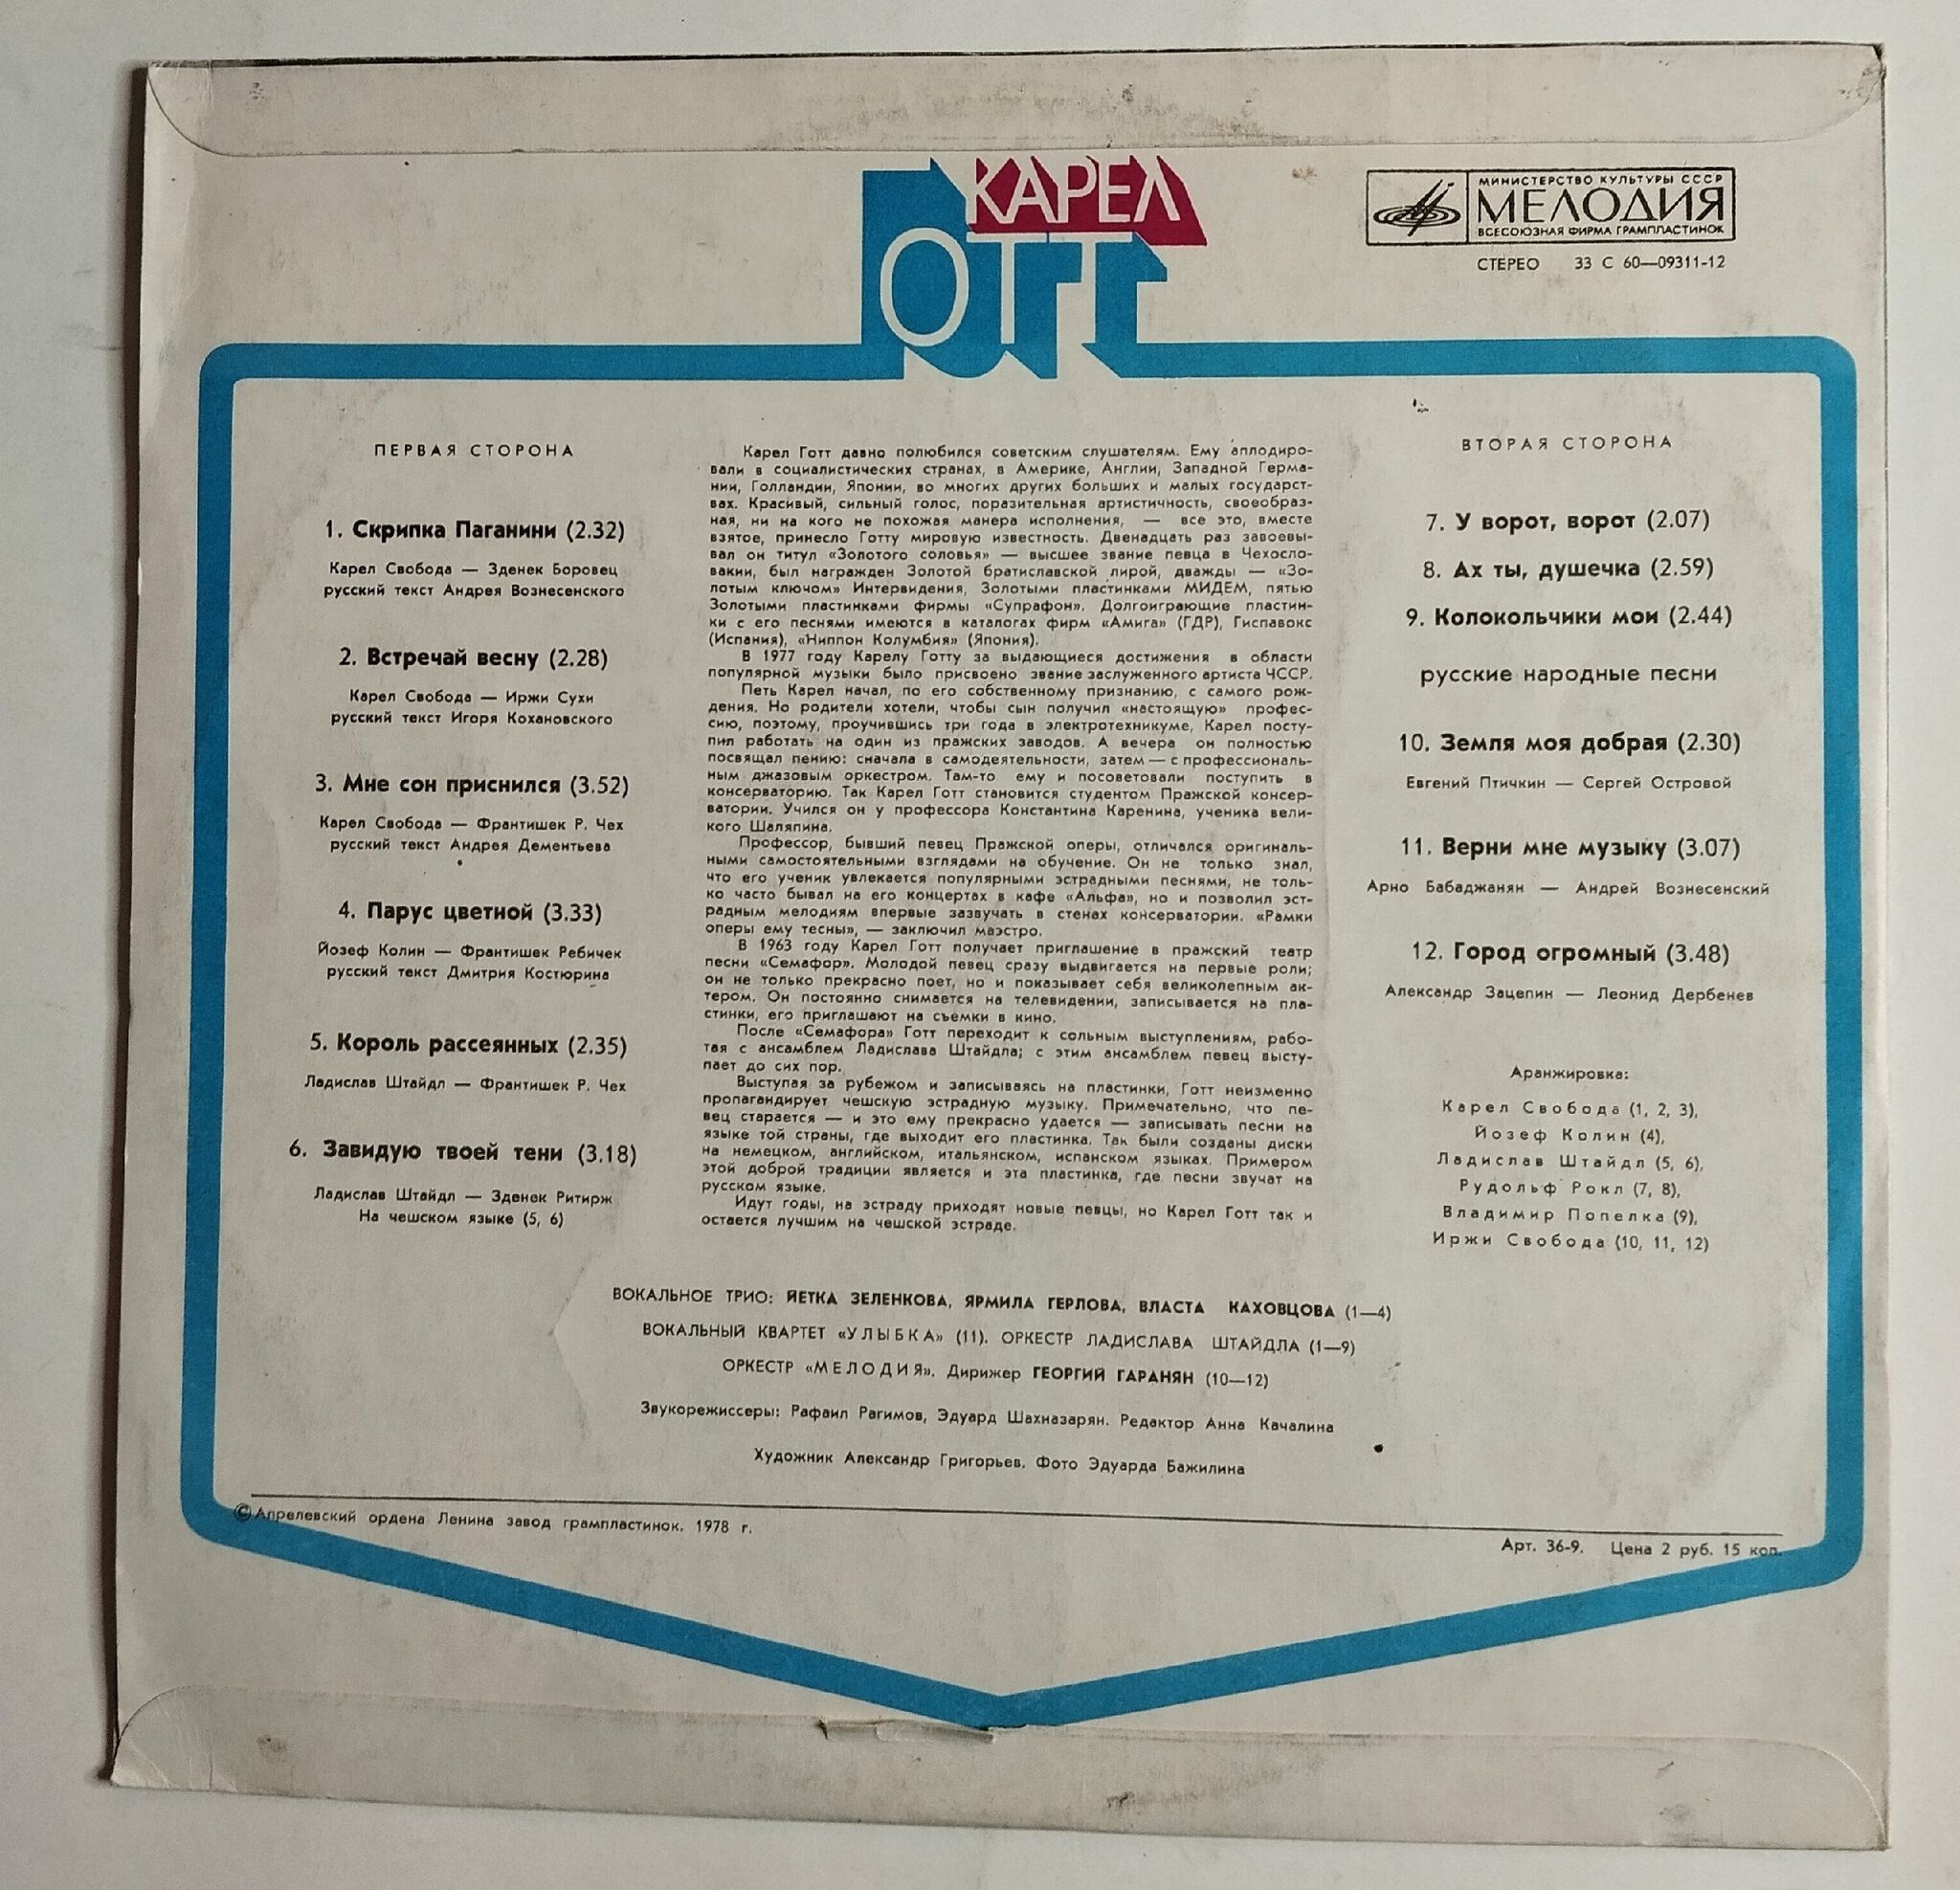 КАРЕЛ
ГОТТ
МИНИСТЕРСТВО КУЛЬТУРЫ СССР
МЕЛОДИЯ
ВСЕСОЮЗНАЯ ФИРМА ГРАМПЛАСТИНОК
СТЕРЕО 33 С 60—09311-12
ПЕРВАЯ СТОРОНА
1. Скрипка Паганини (2.32)
Карел Свобода — Зденек Боровец
русский текст Андрея Вознесенского
2. Встречай весну (2.28)
Карел Свобода — Иржи Сухи
русский текст Игоря Кохановского
3. Мне сон приснился (3.52)
Карел Свобода — Франтишек Р. Чех
русский текст Андрея Дементьева
4. Парус цветной (3.33)
Йозеф Колин — Франтишек Ребичек
русский текст Дмитрия Костюрина
5. Король рассеянных (2.35)
Ладислав Штайдл — Франтишек Р. Чех
6. Завидую твоей тени (3.18)
Ладислав Штайдл — Зденек Ритирж
На чешском языке (5, 6)
Карел Готт давно полюбился советским слушателям. Ему аплодиро-
вали в социалистических странах, в Америке, Англии, Западной Герма-
нии, Голландии, Японии, во многих других больших и малых государст-
вах. Красивый, сильный голос, поразительная артистичность, своеобраз-
ная, ни на кого не похожая манера исполнения, — все это, вместе
взятое, принесло Готту мировую известность. Двенадцать раз завоевы-
вал он титул «Золотого соловья» — высшее звание певца в Чехосло-
вакии, был награжден Золотой братиславской лирой, дважды — «Зо-
лотым ключом» Интервидения, Золотыми пластинками МИДЕМ, пятью
Золотыми пластинками фирмы «Супрафон». Долгоиграющие пластин-
ки с его песнями имеются в каталогах фирм «Амига» (ГДР), Гиспавокс
(Испания), «Ниппон Колумбия» (Япония).
В 1977 году Карелу Готту за выдающиеся достижения в области
популярной музыки было присвоено звание заслуженного артиста ЧССР.
Петь Карел начал, по его собственному признанию, с самого рож-
дения. Но родители хотели, чтобы сын получил «настоящую» профес-
сию, поэтому, проучившись три года в электротехникуме, Карел посту-
пил работать на один из пражских заводов. А вечера он полностью
посвящал пению: сначала в самодеятельности, затем — с профессиональ-
ным джазовым оркестром. Там-то ему и посоветовали поступить в
консерваторию. Так Карел Готт становится студентом Пражской консер-
ватории. Учился он у профессора Константина Каренина, ученика вели-
кого Шаляпина.
Профессор, бывший певец Пражской оперы, отличался оригиналь-
ными самостоятельными взглядами на обучение. Он не только знал,
что его ученик увлекается популярными эстрадными песнями, не толь-
ко часто бывал на его концертах в кафе «Альфа», но и позволил эст-
радным мелодиям впервые зазвучать в стенах консерватории. «Рамки
оперы ему тесны», — заключил маэстро.
В 1963 году Карел Готт получает приглашение в пражский театр
песни «Семафор». Молодой певец сразу выдвигается на первые роли;
он не только прекрасно поет, но и показывает себя великолепным ак-
тером. Он постоянно снимается на телевидении, записывается на пла-
стинки, его приглашают на съемки в кино.
После «Семафора» Готт переходит к сольным выступлениям, рабо-
тая с ансамблем Ладислава Штайдла; с этим ансамблем певец высту-
пает до сих пор.
Выступая за рубежом и записываясь на пластинки, Готт неизменно
пропагандирует чешскую эстрадную музыку. Примечательно, что пе-
вец старается — и это ему прекрасно удается — записывать песни на
языке той страны, где выходит его пластинка. Так были созданы диски
на немецком, английском, итальянском, испанском языках. Примером
этой доброй традиции является и эта пластинка, где песни звучат на
русском языке.
Идут годы, на эстраду приходят новые певцы, но Карел Готт так и
остается лучшим на чешской эстраде.
ВТОРАЯ СТОРОНА
7. У ворот, ворот (2.07)
8. Ах ты, душечка (2.59)
9. Колокольчики мои (2.44)
русские народные песни
10. Земля моя добрая (2.30)
Евгений Птичкин — Сергей Островой
11. Верни мне музыку (3.07)
Арно Бабаджанян — Андрей Вознесенский
12. Город огромный (3.48)
Александр Зацепин — Леонид Дербенев
Аранжировка:
Карел Свобода (1, 2, 3),
Йозеф Колин (4),
Ладислав Штайдл (5, 6),
Рудольф Рокл (7, 8),
Владимир Попелка (9),
Иржи Свобода (10, 11, 12)
ВОКАЛЬНОЕ ТРИО: ЙЕТКА ЗЕЛЕНКОВА, ЯРМИЛА ГЕРЛОВА, ВЛАСТА КАХОВЦОВА (1—4)
ВОКАЛЬНЫЙ КВАРТЕТ «УЛЫБКА» (11). ОРКЕСТР ЛАДИСЛАВА ШТАЙДЛА (1—9)
ОРКЕСТР «МЕЛОДИЯ». Дирижер ГЕОРГИЙ ГАРАНЯН (10—12)
Звукорежиссеры: Рафаил Рагимов, Эдуард Шахназарян. Редактор Анна Качалина
Художник Александр Григорьев. Фото Эдуарда Бажилина
© Апрелевский ордена Ленина завод грампластинок. 1978 г.
Арт. 36-9. Цена 2 руб. 15 коп.